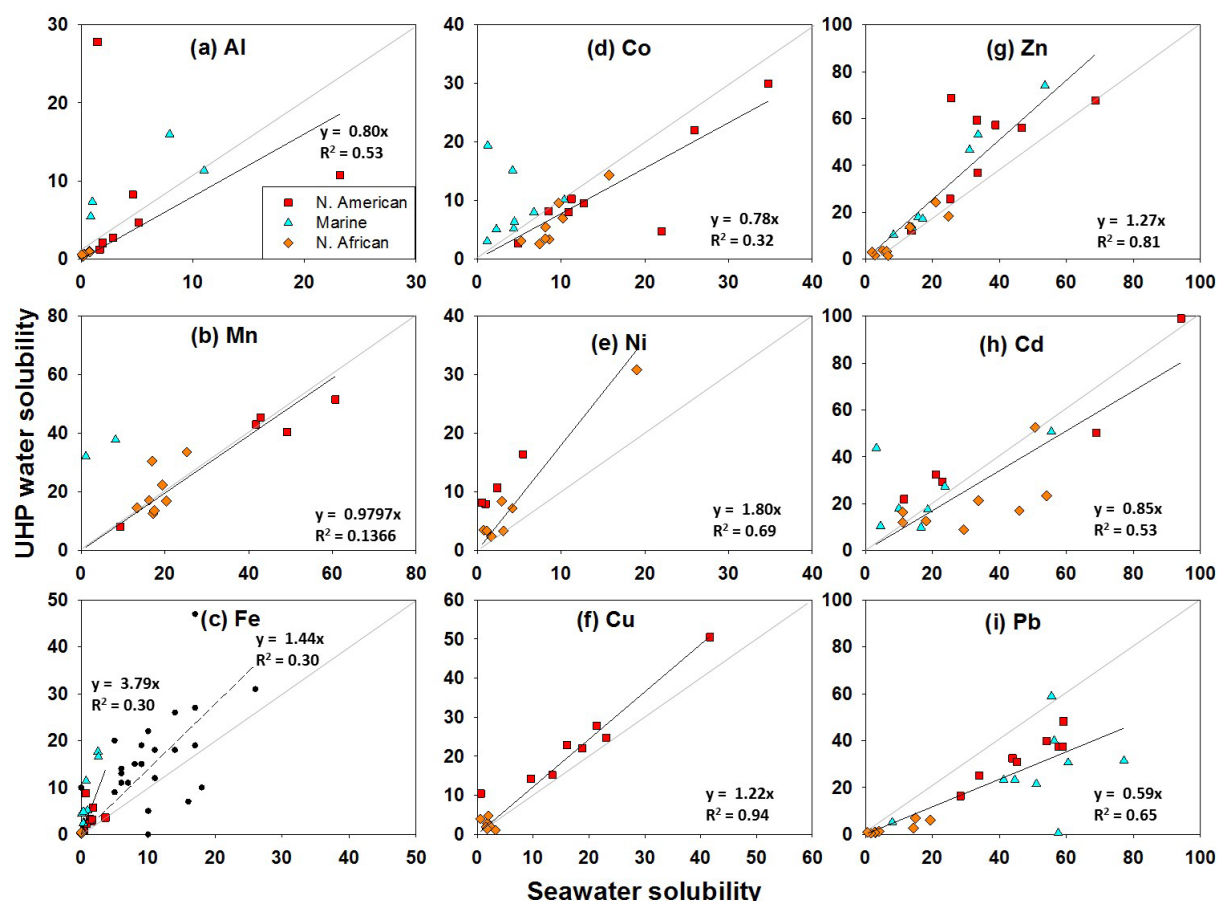 UHP water solubility
(a) Al
30
20
10
0
0 10 20 30
y = 0.80x
R² = 0.53
N. American
Marine
N. African
(d) Co
40
30
20
10
0
0 10 20 30 40
y = 0.78x
R² = 0.32
(g) Zn
100
80
60
40
20
0
0 20 40 60 80 100
y = 1.27x
R² = 0.81
(b) Mn
80
60
40
20
0
0 20 40 60 80
y = 0.9797x
R² = 0.1366
(e) Ni
40
30
20
10
0
0 10 20 30 40
y = 1.80x
R² = 0.69
(h) Cd
100
80
60
40
20
0
0 20 40 60 80 100
y = 0.85x
R² = 0.53
(c) Fe
50
40
30
20
10
0
0 10 20 30 40 50
y = 1.44x
R² = 0.30
y = 3.79x
R² = 0.30
(f) Cu
60
50
40
30
20
10
0
0 10 20 30 40 50 60
y = 1.22x
R² = 0.94
(i) Pb
100
80
60
40
20
0
0 20 40 60 80 100
y = 0.59x
R² = 0.65
Seawater solubility